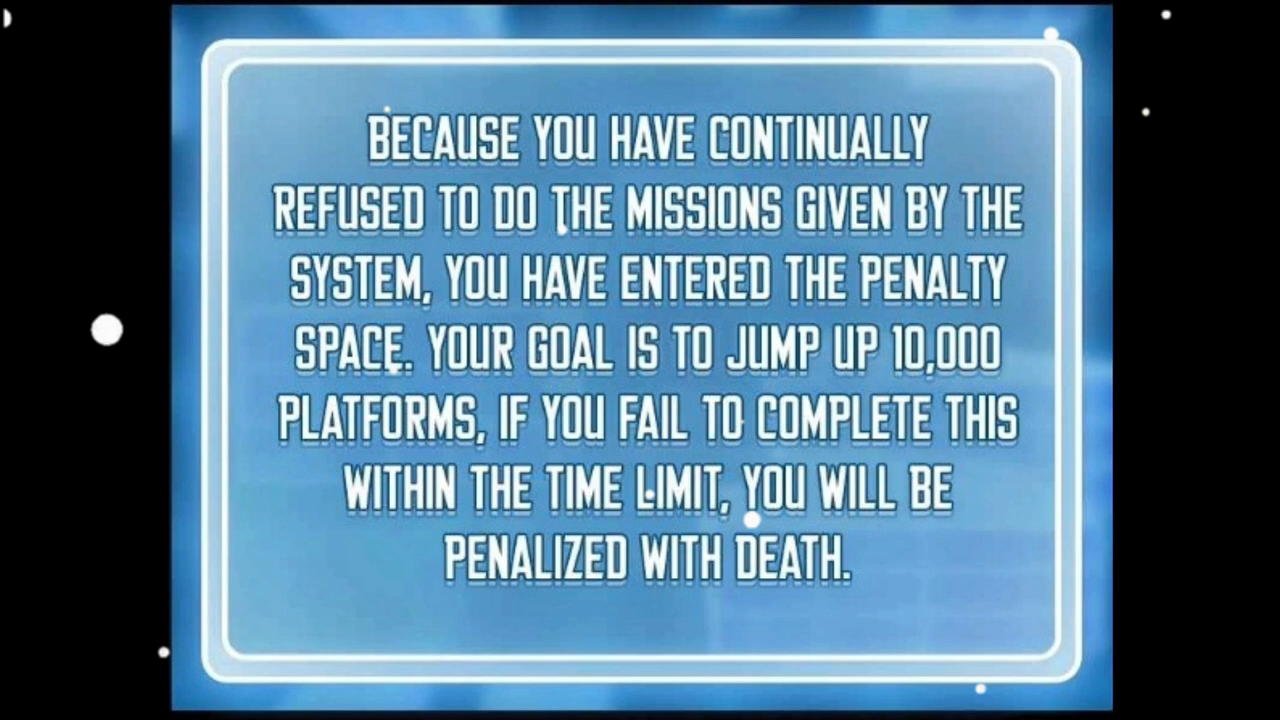 BECAUSE YOU HAVE CONTINUALLY
REFUSED TO DO THE MISSIONS GIVEN BY THE
SYSTEM, YOU HAVE ENTERED THE PENALTY
SPACE. YOUR GOAL IS TO JUMP UP 10,000
PLATFORMS, IF YOU FAIL TO COMPLETE THIS
WITHIN THE TIME LIMIT, YOU WILL BE
PENALIZED WITH DEATH.